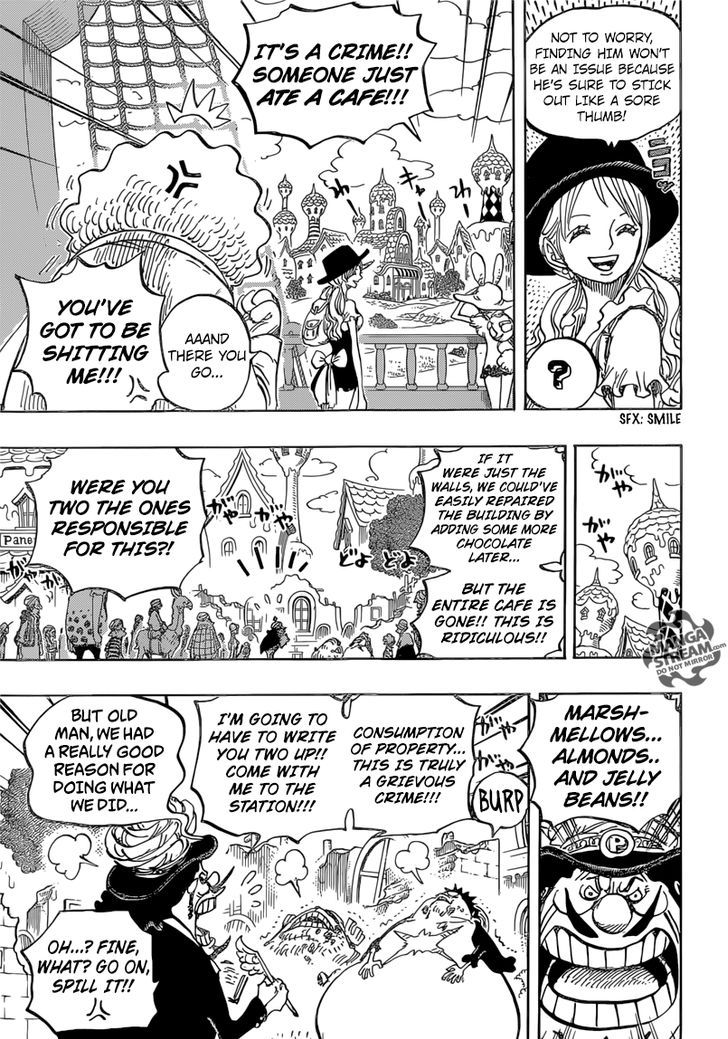 NOT TO WORRY,
FINDING HIM WON'T
BE AN ISSUE BECAUSE
HE'S SURE TO STICK
OUT LIKE A SORE
THUMB!
?
SFX: SMILE
IT'S A CRIME!!
SOMEONE JUST
ATE A CAFE!!!
AAAND
THERE YOU
GO...
YOU'VE
GOT TO BE
SHITTING
ME!!!
IF IT
WERE JUST THE
WALLS, WE COULD'VE
EASILY REPAIRED
THE BUILDING BY
ADDING SOME MORE
CHOCOLATE
LATER...
BUT THE
ENTIRE CAFE IS
GONE!! THIS IS
RIDICULOUS!!
WERE YOU
TWO THE ONES
RESPONSIBLE
FOR THIS?!
Pane
MANGA
STREAM.COM
DO NOT MIRROR
MARSH-
MELLOWS...
ALMONDS..
AND JELLY
BEANS!!
P
BURP
CONSUMPTION
OF PROPERTY...
THIS IS TRULY
A GRIEVOUS
CRIME!!!
I'M GOING TO
HAVE TO WRITE
YOU TWO UP!!
COME WITH
ME TO THE
STATION!!!
BUT OLD
MAN, WE HAD
A REALLY GOOD
REASON FOR
DOING WHAT
WE DID...
OH...? FINE,
WHAT? GO ON,
SPILL IT!!